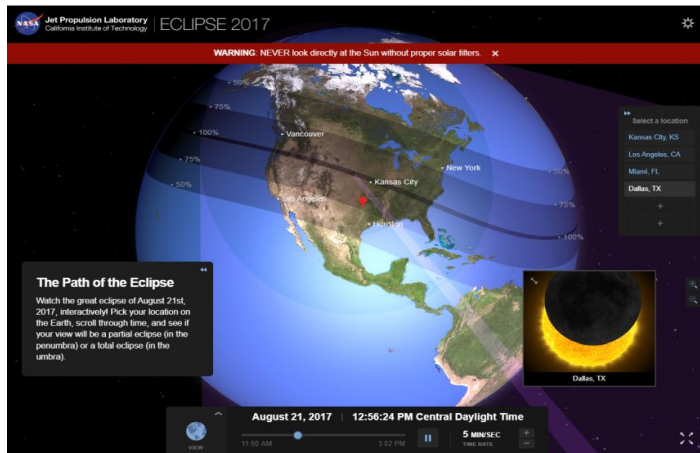 NASA
Jet Propulsion Laboratory
California Institute of Technology
ECLIPSE 2017
WARNING: NEVER look directly at the Sun without proper solar filters. ×
50%
75%
100%
75%
50%
Vancouver
New York
Kansas City
Los Angeles
Houston
50%
75%
100%
Select a location
Kansas City, KS
Los Angeles, CA
Miami, FL
Dallas, TX
+
+
The Path of the Eclipse
Watch the great eclipse of August 21st,
2017, interactively! Pick your location on
the Earth, scroll through time, and see if
your view will be a partial eclipse (in the
penumbra) or a total eclipse (in the
umbra).
Dallas, TX
August 21, 2017 | 12:56:24 PM Central Daylight Time
VIEW
11:50 AM
3:02 PM
5 MIN/SEC
TIME RATE
+
−